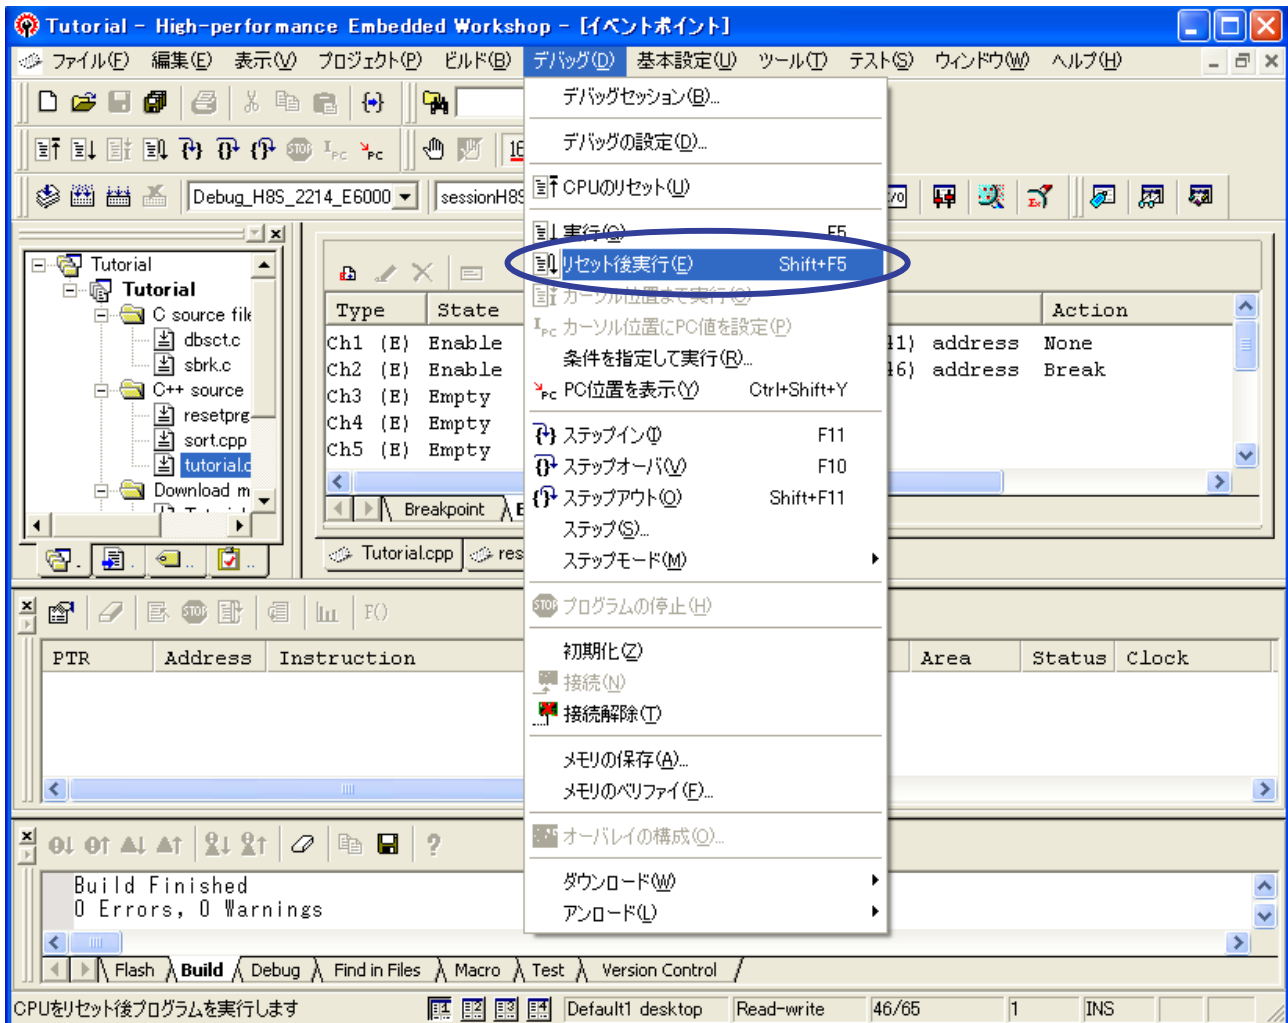 Tutorial - High-performance Embedded Workshop - [イベントポイント]
ファイル(F) 編集(E) 表示(V) プロジェクト(P) ビルド(B) デバッグ(D) 基本設定(U) ツール(T) テスト(S) ウィンドウ(W) ヘルプ(H)
デバッグセッション(B)...
デバッグの設定(D)...
CPUのリセット(U)
実行(G) F5
リセット後実行(E) Shift+F5
カーソル位置まで実行(O)
カーソル位置にPC値を設定(P)
条件を指定して実行(R)...
PC位置を表示(Y) Ctrl+Shift+Y
ステップイン(I) F11
ステップオーバ(V) F10
ステップアウト(O) Shift+F11
ステップ(S)...
ステップモード(M)
プログラムの停止(H)
初期化(Z)
接続(N)
接続解除(T)
メモリの保存(A)...
メモリのベリファイ(F)...
オーバレイの構成(O)...
ダウンロード(W)
アンロード(L)
Debug_H8S_2214_E6000 sessionH8S
Tutorial
Tutorial
C source file
dbsct.c
sbrk.c
C++ source
resetprg
sort.cpp
tutorial.c
Download m
Type State Action
Ch1 (E) Enable 41) address None
Ch2 (E) Enable 46) address Break
Ch3 (E) Empty
Ch4 (E) Empty
Ch5 (E) Empty
Breakpoint E
Tutorial.cpp res
PTR Address Instruction Area Status Clock
Build Finished
0 Errors, 0 Warnings
Flash Build Debug Find in Files Macro Test Version Control
CPUをリセット後プログラムを実行します Default1 desktop Read-write 46/65 1 INS